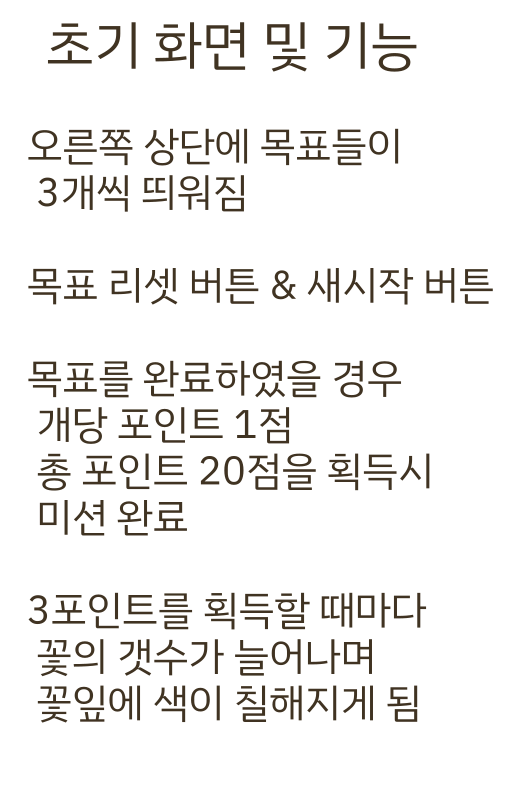 초기 화면 및 기능
오른쪽 상단에 목표들이
3개씩 띄워짐
목표 리셋 버튼 & 새시작 버튼
목표를 완료하였을 경우
개당 포인트 1점
총 포인트 20점을 획득시
미션 완료
3포인트를 획득할 때마다
꽃의 갯수가 늘어나며
꽃잎에 색이 칠해지게 됨